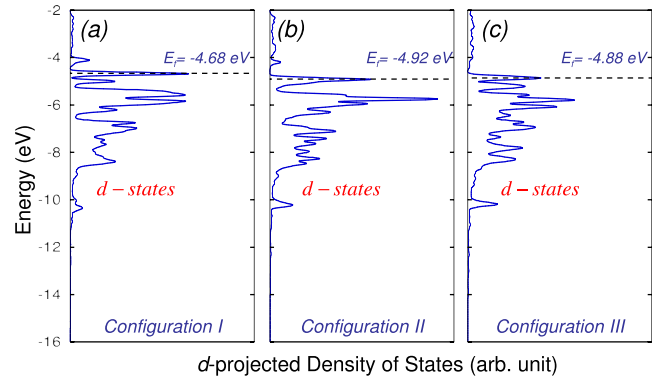 (a) (b) (c)
E_f= -4.68 eV E_f= -4.92 eV E_f= -4.88 eV
Energy (eV)
-2
-4
-6
-8
-10
-12
-14
-16
d – states d – states d – states
Configuration I Configuration II Configuration III
d-projected Density of States (arb. unit)